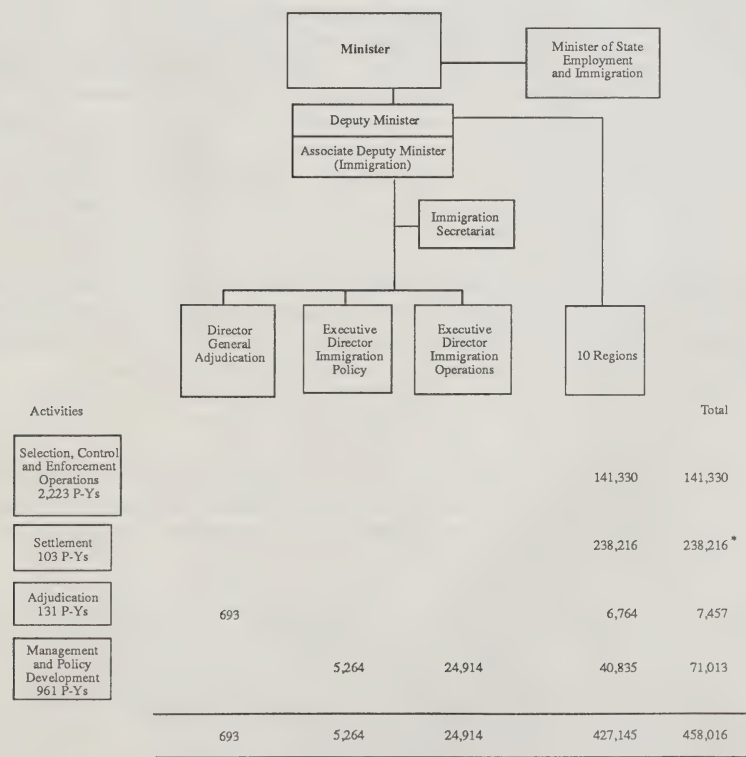 Minister
Minister of State
Employment
and Immigration
Deputy Minister
Associate Deputy Minister
(Immigration)
Immigration
Secretariat
Director
General
Adjudication
Executive
Director
Immigration
Policy
Executive
Director
Immigration
Operations
10 Regions
Activities
Total
Selection, Control
and Enforcement
Operations
2,223 P-Ys
141,330 141,330
Settlement
103 P-Ys
238,216 238,216 *
Adjudication
131 P-Ys
693 6,764 7,457
Management
and Policy
Development
961 P-Ys
5,264 24,914 40,835 71,013
693 5,264 24,914 427,145 458,016